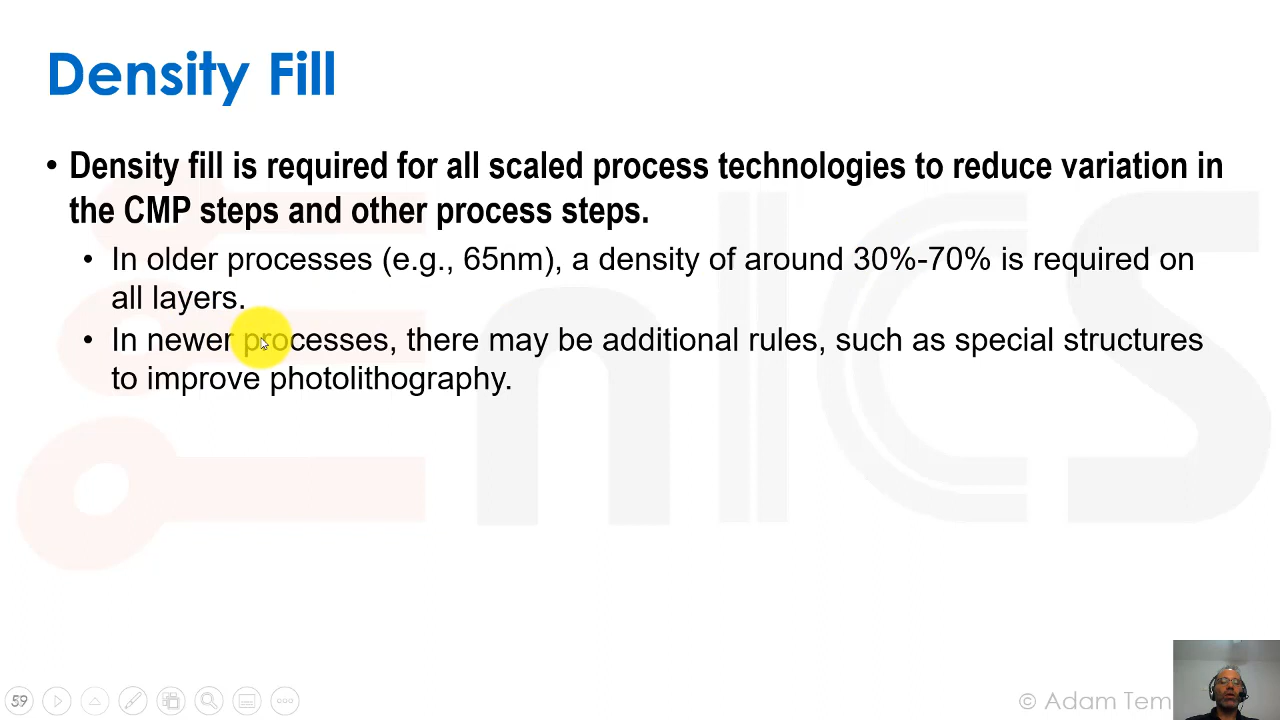 Density Fill
• Density fill is required for all scaled process technologies to reduce variation in
the CMP steps and other process steps.
• In older processes (e.g., 65nm), a density of around 30%-70% is required on
all layers.
• In newer processes, there may be additional rules, such as special structures
to improve photolithography.
nICS
59
© Adam Tem